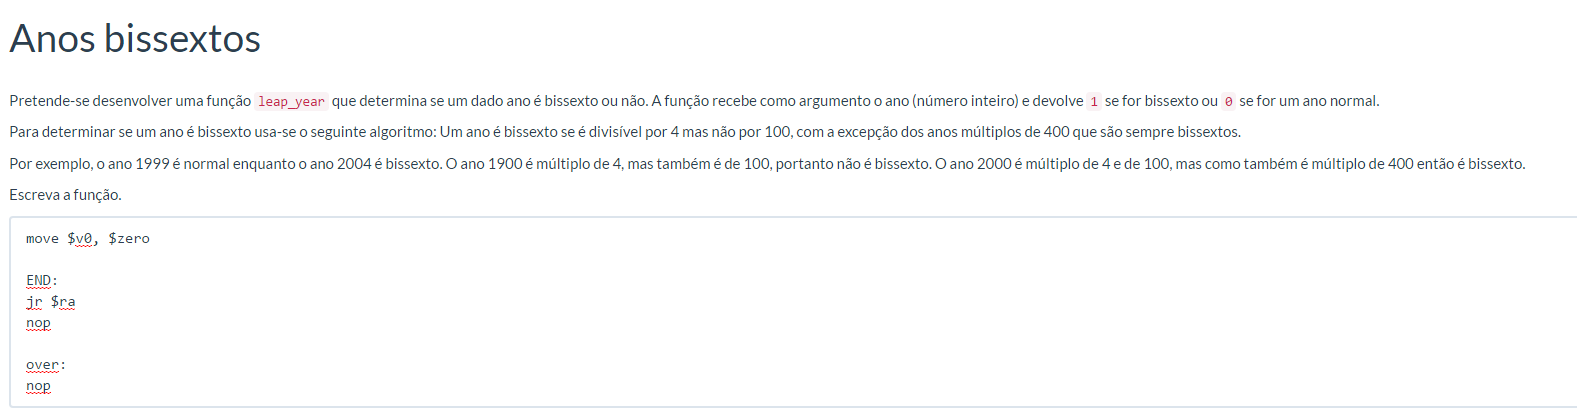 Anos bissextos
Pretende-se desenvolver uma função leap_year que determina se um dado ano é bissexto ou não. A função recebe como argumento o ano (número inteiro) e devolve 1 se for bissexto ou 0 se for um ano normal.
Para determinar se um ano é bissexto usa-se o seguinte algoritmo: Um ano é bissexto se é divisível por 4 mas não por 100, com a excepção dos anos múltiplos de 400 que são sempre bissextos.
Por exemplo, o ano 1999 é normal enquanto o ano 2004 é bissexto. O ano 1900 é múltiplo de 4, mas também é de 100, portanto não é bissexto. O ano 2000 é múltiplo de 4 e de 100, mas como também é múltiplo de 400 então é bissexto.
Escreva a função.
move $v0, $zero
END:
jr $ra
nop
over:
nop